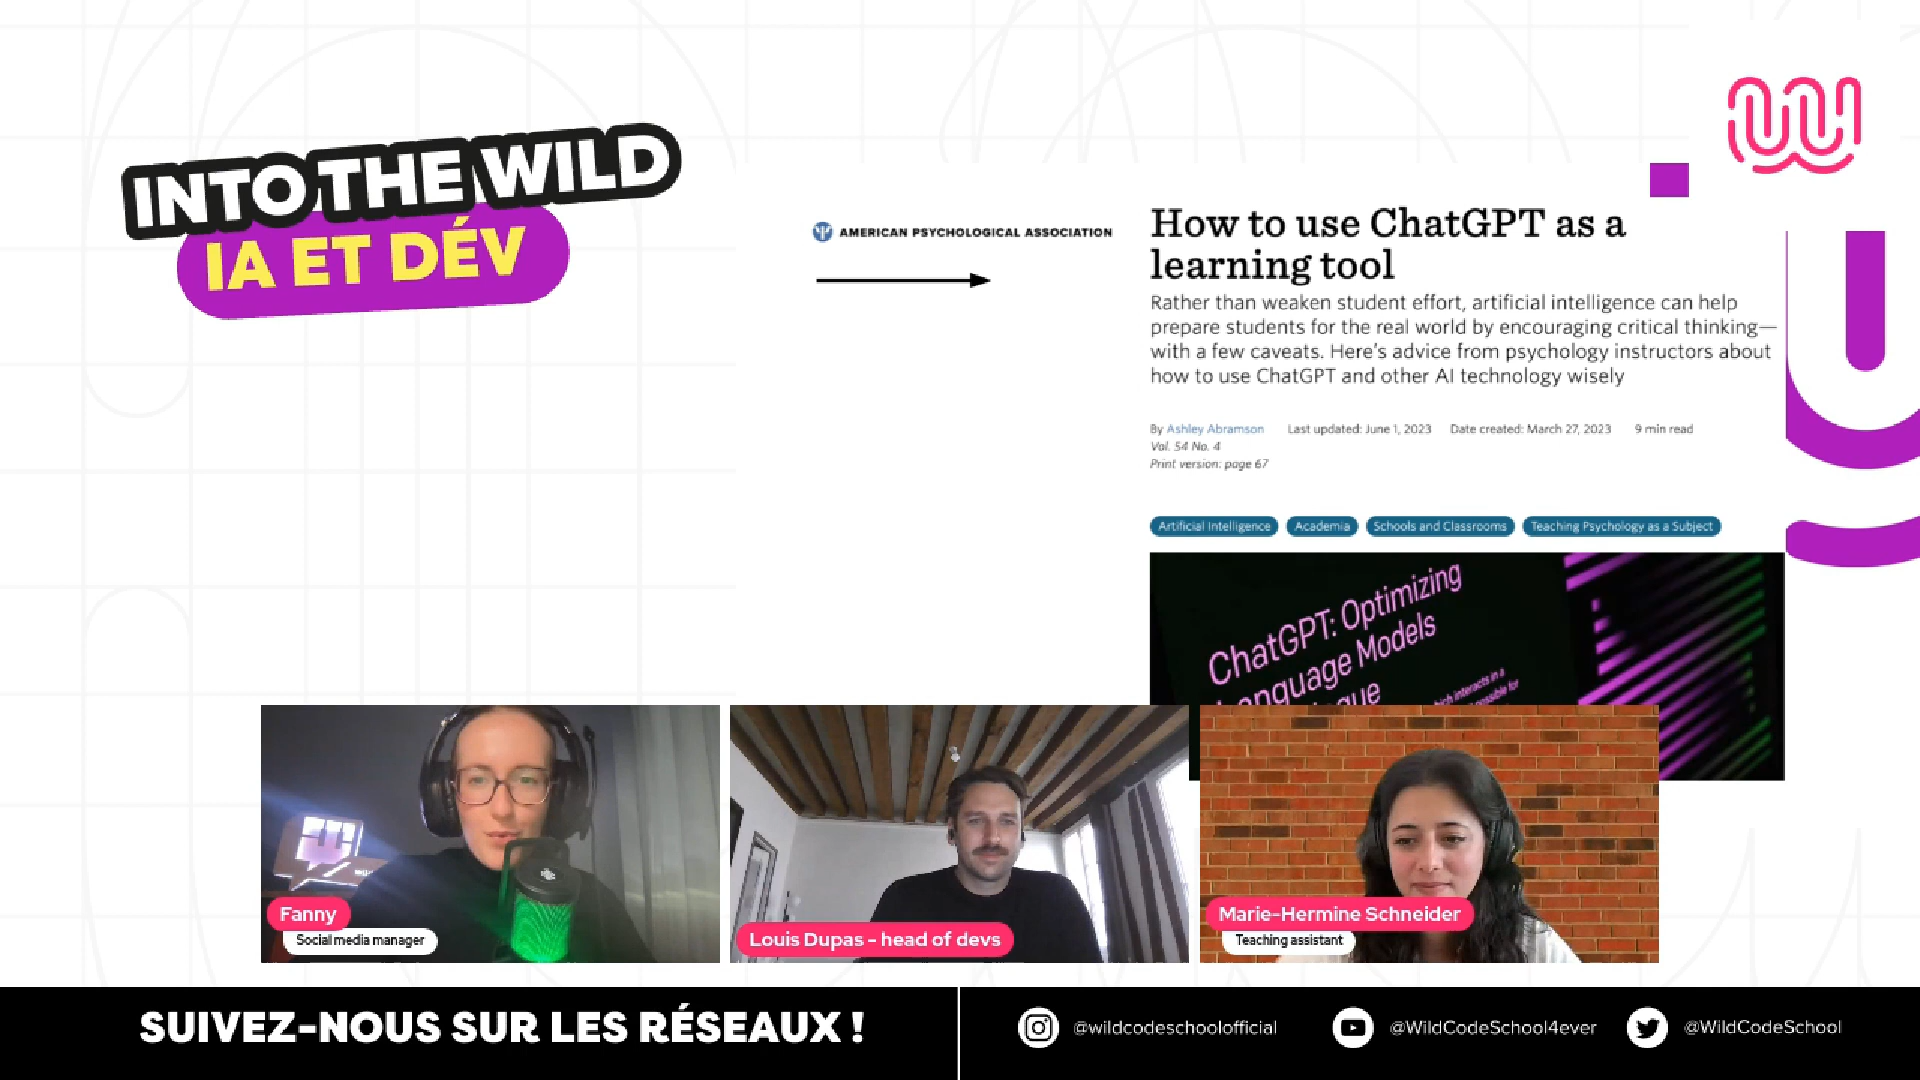 INTO THE WILD
IA ET DÉV
AMERICAN PSYCHOLOGICAL ASSOCIATION
How to use ChatGPT as a
learning tool
Rather than weaken student effort, artificial intelligence can help
prepare students for the real world by encouraging critical thinking—
with a few caveats. Here's advice from psychology instructors about
how to use ChatGPT and other AI technology wisely
By Ashley Abramson Last updated: June 1, 2023 Date created: March 27, 2023 9 min read
Vol. 54 No. 4
Print version: page 67
Artificial Intelligence Academia Schools and Classrooms Teaching Psychology as a Subject
ChatGPT: Optimizing
Language Models
which interacts in a
possible for
Fanny
Social media manager
Louis Dupas - head of devs
Marie-Hermine Schneider
Teaching assistant
SUIVEZ-NOUS SUR LES RÉSEAUX !
@wildcodeschoolofficial
@WildCodeSchool4ever
@WildCodeSchool